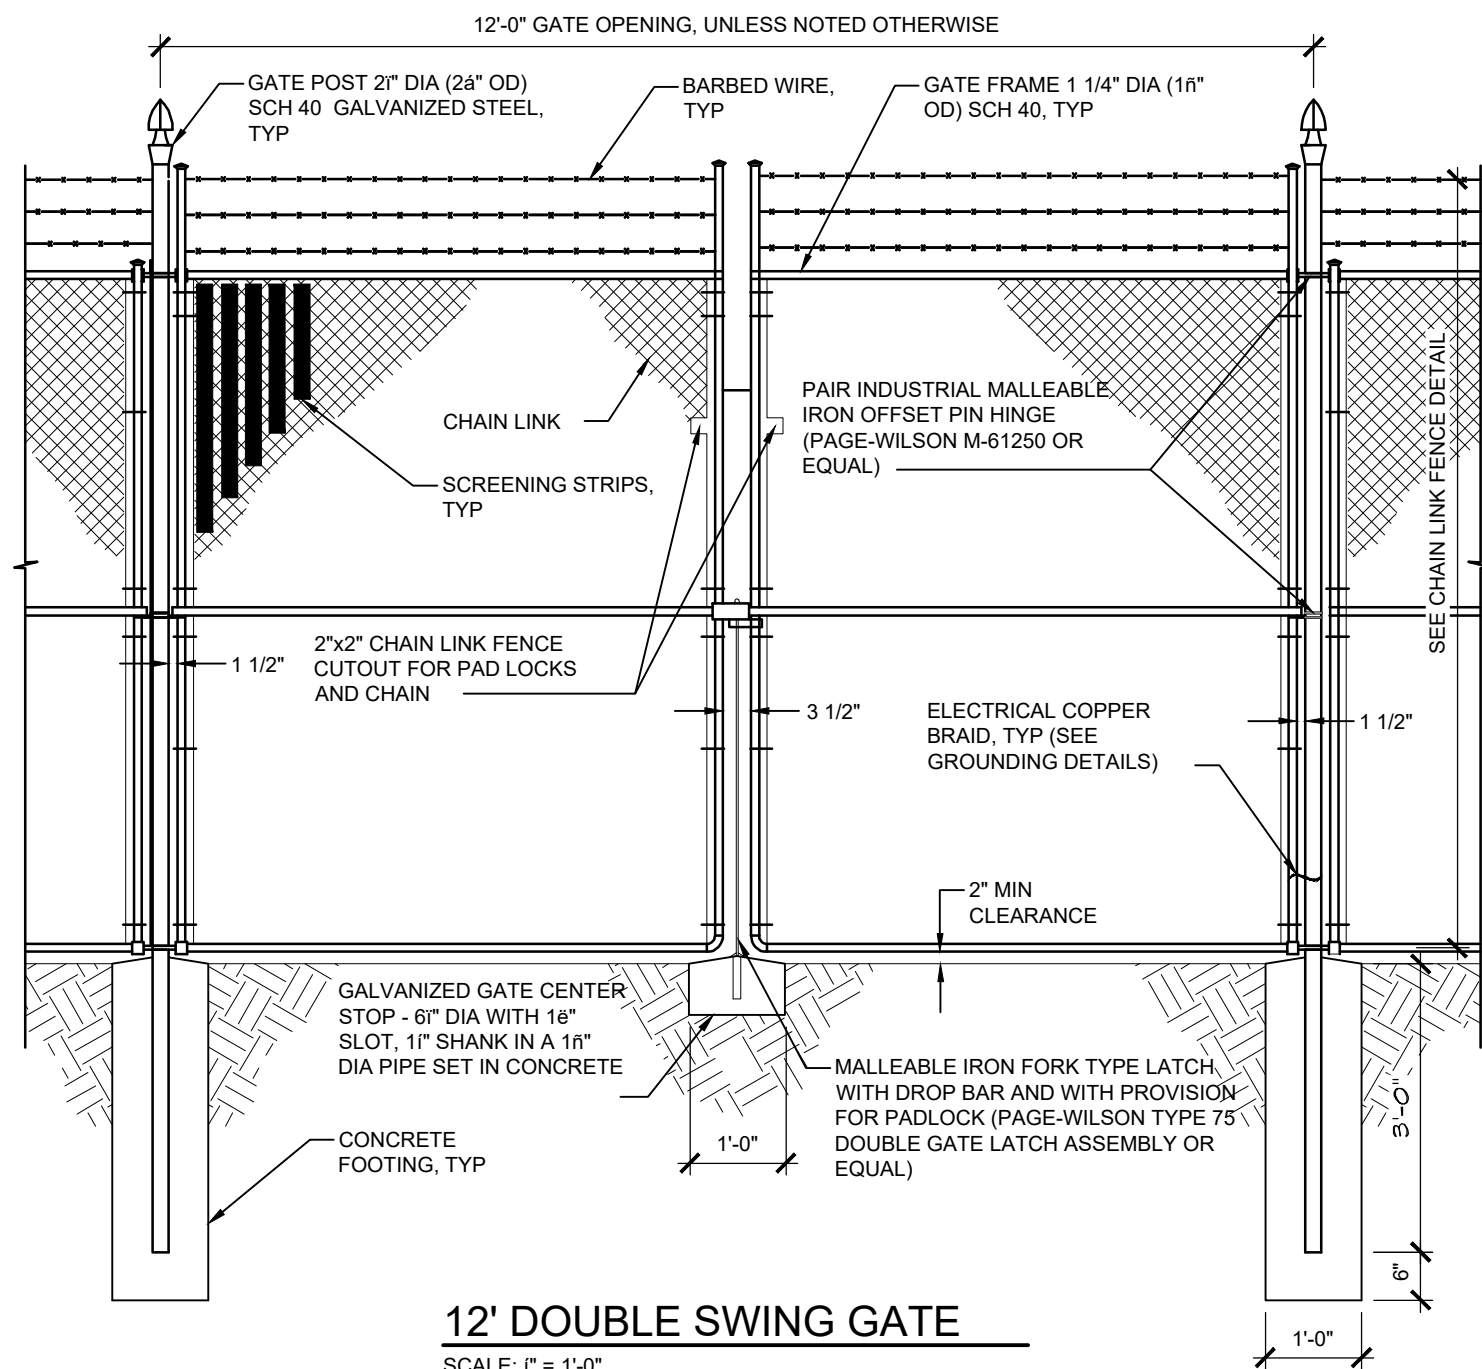 12'-0" GATE OPENING, UNLESS NOTED OTHERWISE
GATE POST 2ï" DIA (2á" OD)
SCH 40 GALVANIZED STEEL,
TYP
BARBED WIRE,
TYP
GATE FRAME 1 1/4" DIA (1ñ"
OD) SCH 40, TYP
CHAIN LINK
SCREENING STRIPS,
TYP
PAIR INDUSTRIAL MALLEABLE
IRON OFFSET PIN HINGE
(PAGE-WILSON M-61250 OR
EQUAL)
SEE CHAIN LINK FENCE DETAIL
1 1/2"
2"x2" CHAIN LINK FENCE
CUTOUT FOR PAD LOCKS
AND CHAIN
3 1/2"
ELECTRICAL COPPER
BRAID, TYP (SEE
GROUNDING DETAILS)
1 1/2"
2" MIN
CLEARANCE
GALVANIZED GATE CENTER
STOP - 6ï" DIA WITH 1ë"
SLOT, 1í" SHANK IN A 1ñ"
DIA PIPE SET IN CONCRETE
MALLEABLE IRON FORK TYPE LATCH
WITH DROP BAR AND WITH PROVISION
FOR PADLOCK (PAGE-WILSON TYPE 75
DOUBLE GATE LATCH ASSEMBLY OR
EQUAL)
CONCRETE
FOOTING, TYP
1'-0"
3'-0"
6"
1'-0"
12' DOUBLE SWING GATE
SCALE: í" = 1'-0"